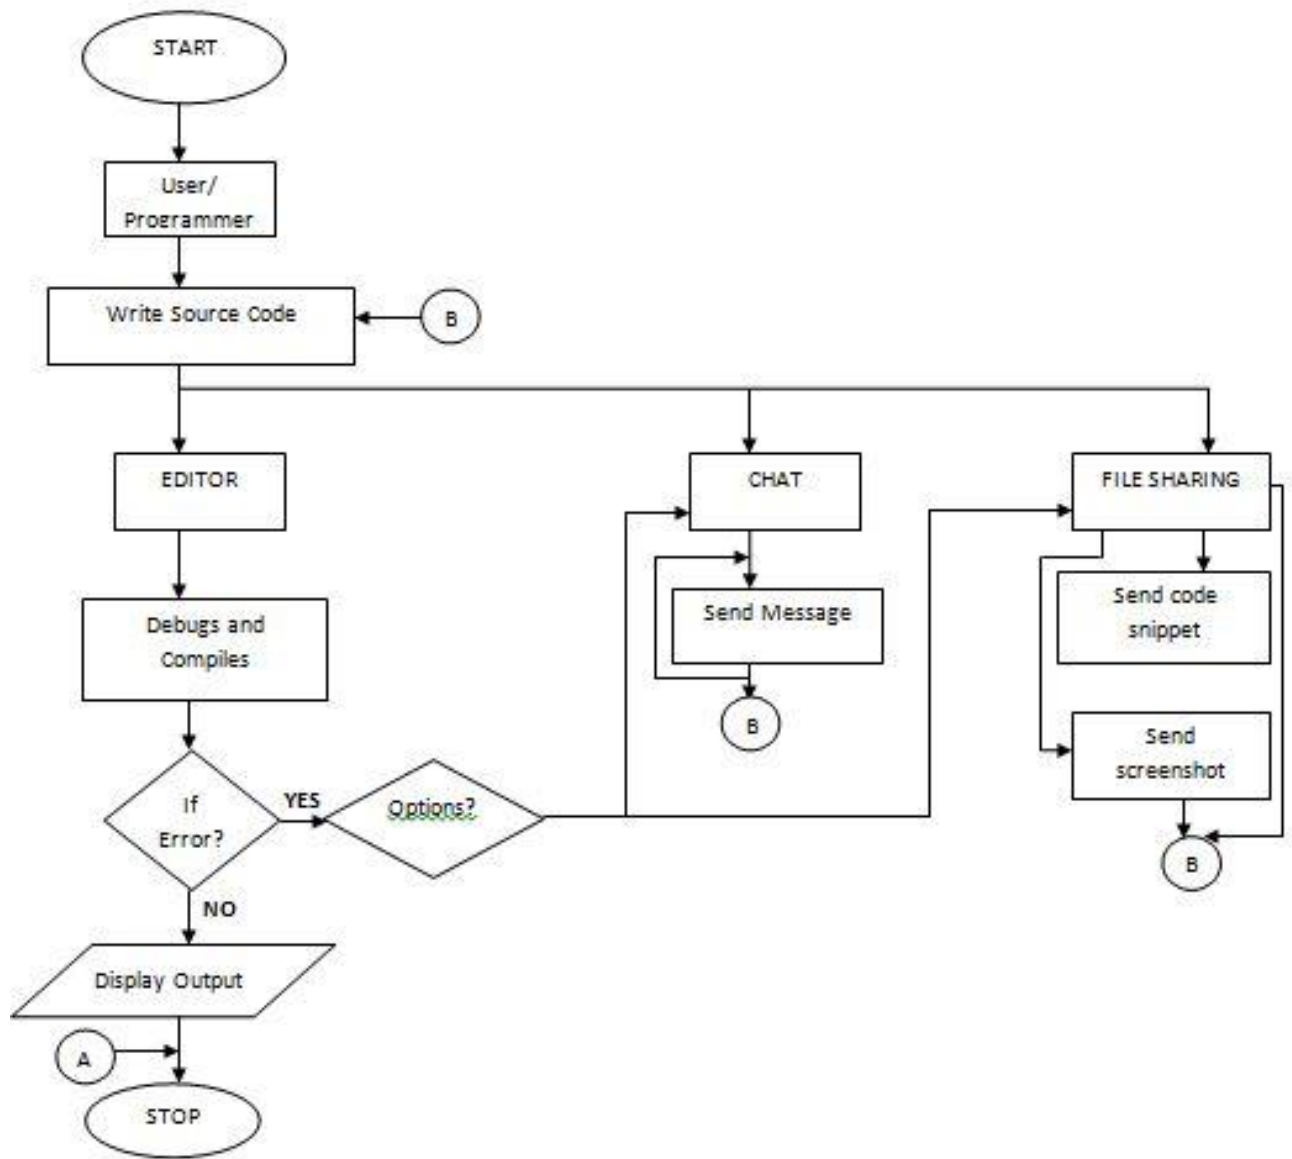 START
User/
Programmer
Write Source Code
B
EDITOR
CHAT
FILE SHARING
Debugs and
Compiles
Send Message
Send code
snippet
B
Send
screenshot
If
Error?
YES
Options?
B
NO
Display Output
A
STOP